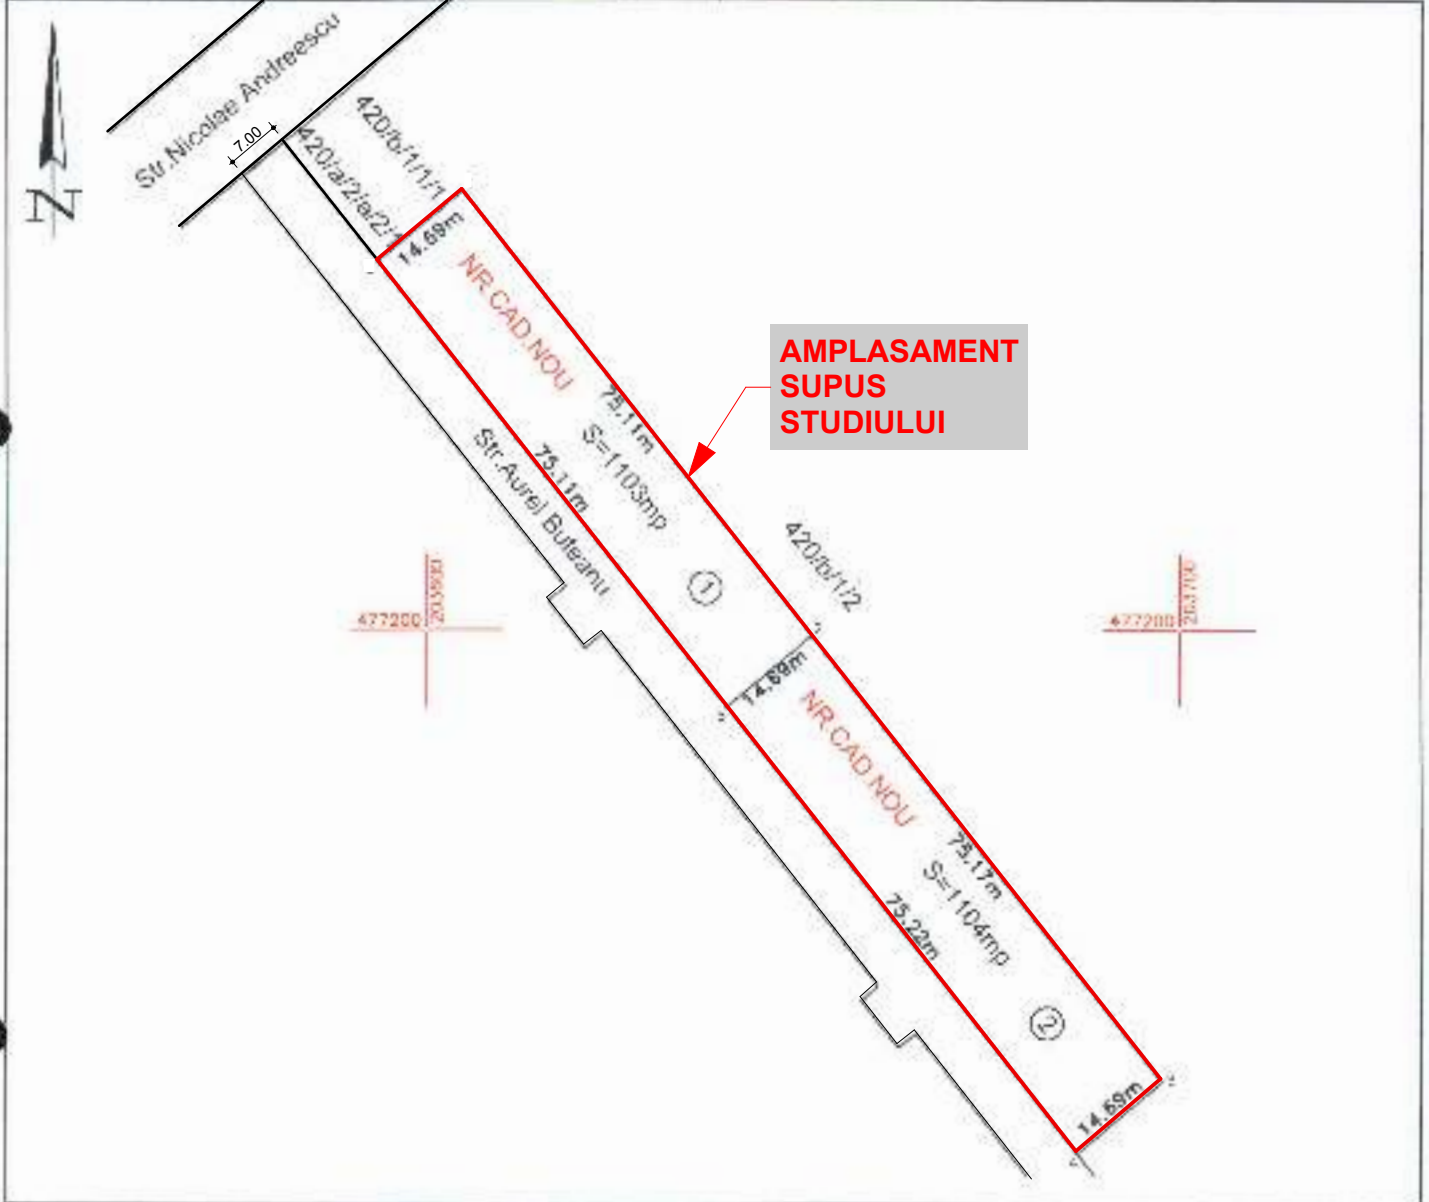 Str.Nicolae Andreescu
7.00
420/b/1/1/1
420/a/2/a/2/
14.69m
N
NR.CAD.NOU
75.11m
S=1103mp
AMPLASAMENT
SUPUS
STUDIULUI
75.11m
Str.Aurel Buteanu
1
420/b/1/2
477200
477200
203700
14.69m
NR.CAD.NOU
75.17m
S=1104mp
75.22m
2
14.69m